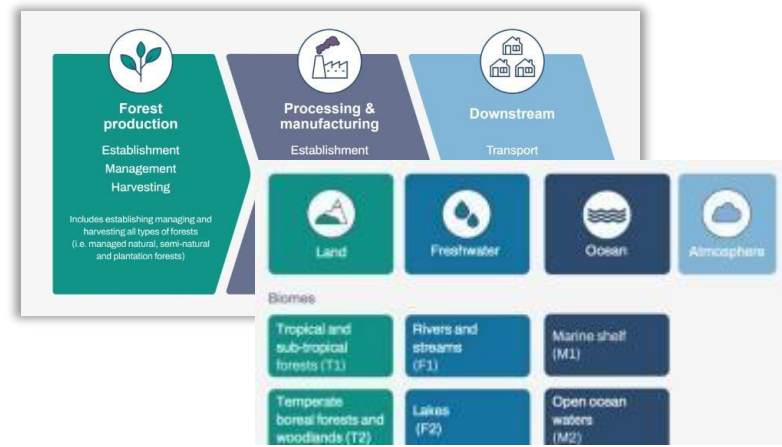 Forest
production
Establishment
Management
Harvesting
Includes establishing managing and
harvesting all types of forests
(i.e. managed natural, semi-natural
and plantation forests)
Processing &
manufacturing
Establishment
Downstream
Transport
Land
Freshwater
Ocean
Atmosphere
Biomes
Tropical and
sub-tropical
forests (T1)
Rivers and
streams
(F1)
Marine shelf
(M1)
Temperate
boreal forests and
woodlands (T2)
Lakes
(F2)
Open ocean
waters
(M2)